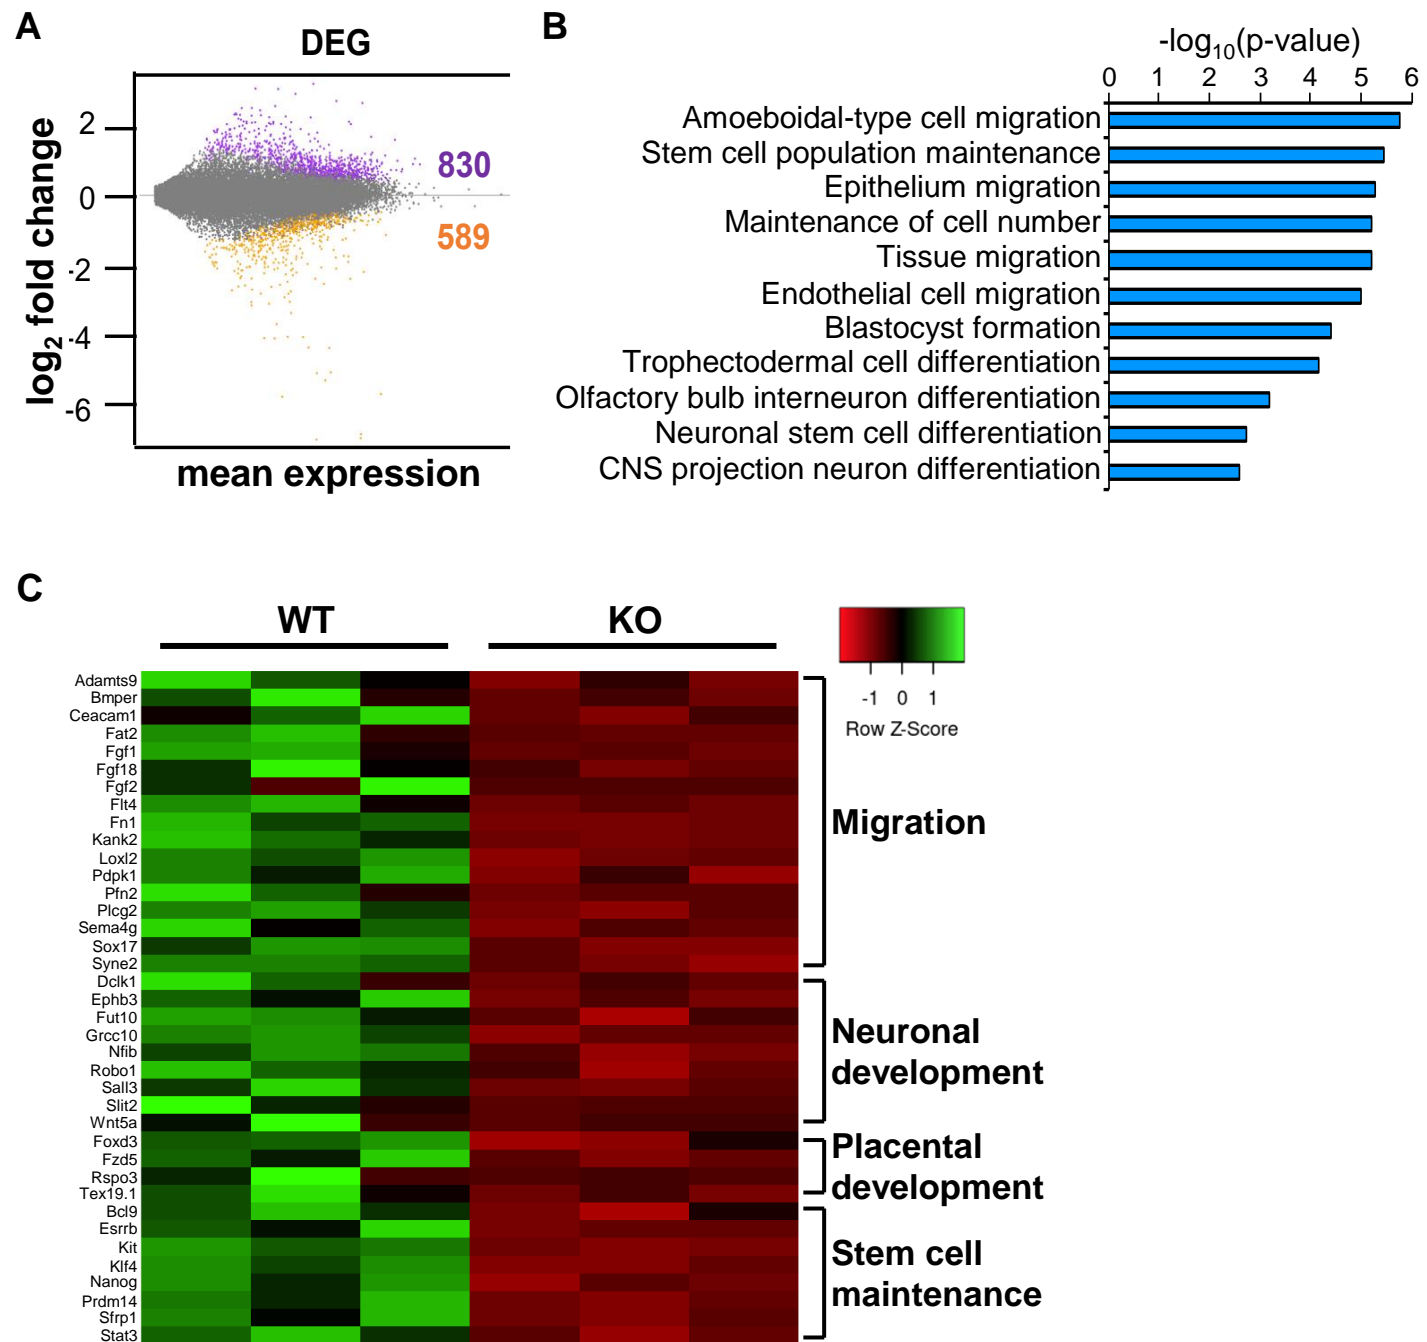 A
DEG
log2 fold change
2
0
-2
-4
-6
830
589
mean expression
B
-log10(p-value)
0 1 2 3 4 5 6
Amoeboidal-type cell migration
Stem cell population maintenance
Epithelium migration
Maintenance of cell number
Tissue migration
Endothelial cell migration
Blastocyst formation
Trophectodermal cell differentiation
Olfactory bulb interneuron differentiation
Neuronal stem cell differentiation
CNS projection neuron differentiation
C
WT
KO
-1 0 1
Row Z-Score
Adamts9
Bmper
Ceacam1
Fat2
Fgf1
Fgf18
Fgf2
Flt4
Fn1
Kank2
Loxl2
Pdpk1
Pfn2
Plcg2
Sema4g
Sox17
Syne2
Dclk1
Ephb3
Fut10
Grcc10
Nfib
Robo1
Sall3
Slit2
Wnt5a
Foxd3
Fzd5
Rspo3
Tex19.1
Bcl9
Esrrb
Kit
Klf4
Nanog
Prdm14
Sfrp1
Stat3
Migration
Neuronal
development
Placental
development
Stem cell
maintenance